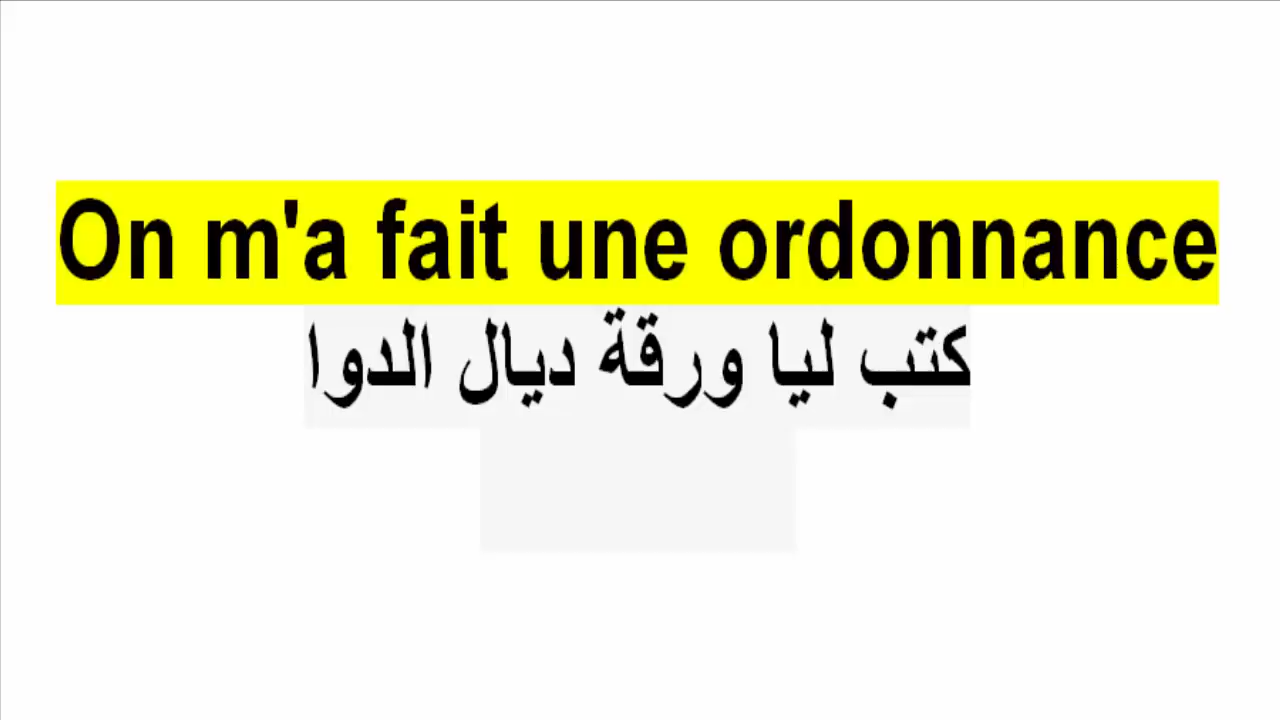 On m'a fait une ordonnance
كتب ليا ورقة ديال الدوا